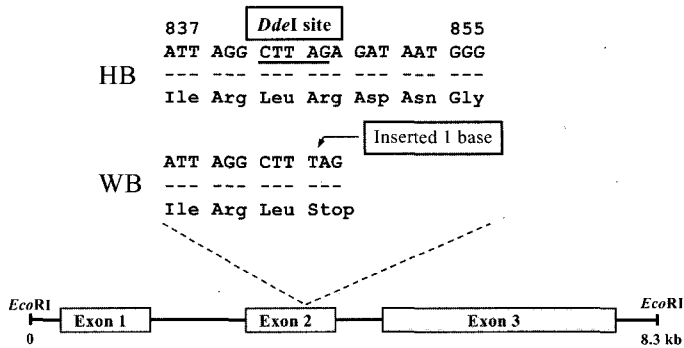 DdeI site
837 855
ATT AGG CTT AGA GAT AAT GGG
HB
--- --- --- --- --- --- ---
Ile Arg Leu Arg Asp Asn Gly
Inserted 1 base
ATT AGG CTT TAG
WB
--- --- --- ---
Ile Arg Leu Stop
EcoRI EcoRI
Exon 1 Exon 2 Exon 3
0 8.3 kb